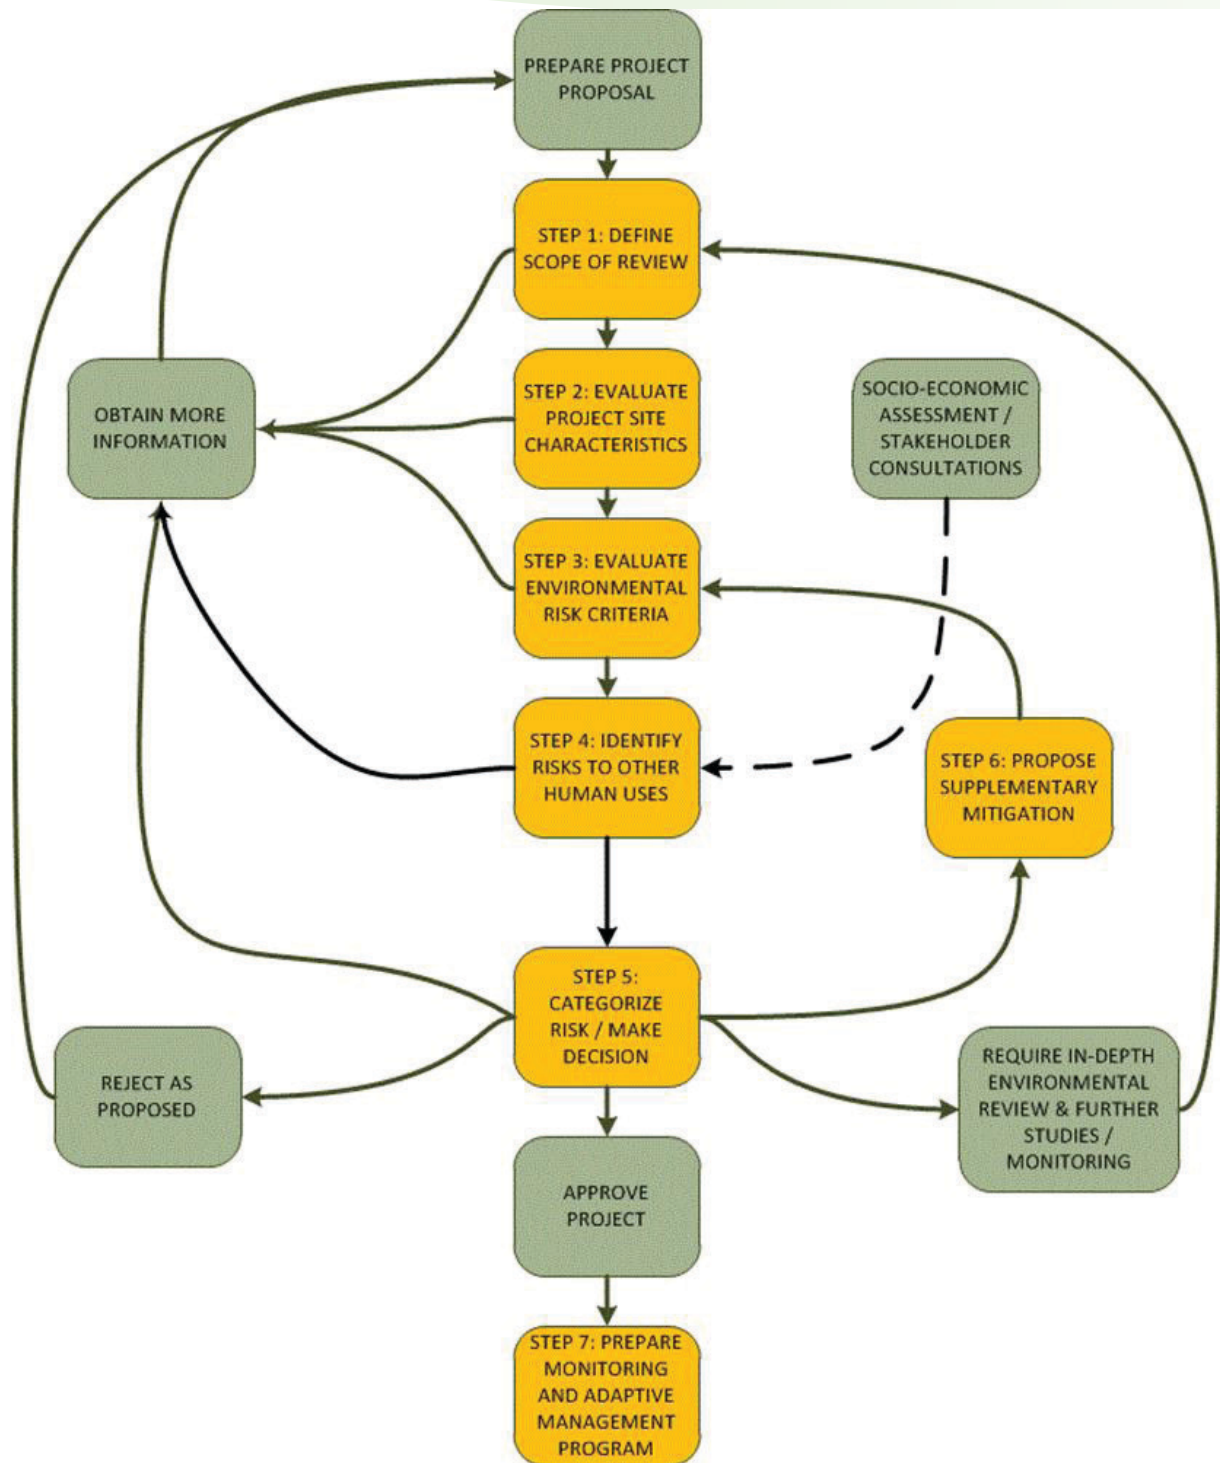 PREPARE PROJECT
PROPOSAL
STEP 1: DEFINE
SCOPE OF REVIEW
OBTAIN MORE
INFORMATION
STEP 2: EVALUATE
PROJECT SITE
CHARACTERISTICS
SOCIO-ECONOMIC
ASSESSMENT /
STAKEHOLDER
CONSULTATIONS
STEP 3: EVALUATE
ENVIRONMENTAL
RISK CRITERIA
STEP 4: IDENTIFY
RISKS TO OTHER
HUMAN USES
STEP 6: PROPOSE
SUPPLEMENTARY
MITIGATION
STEP 5:
CATEGORIZE
RISK / MAKE
DECISION
REJECT AS
PROPOSED
REQUIRE IN-DEPTH
ENVIRONMENTAL
REVIEW & FURTHER
STUDIES /
MONITORING
APPROVE
PROJECT
STEP 7: PREPARE
MONITORING
AND ADAPTIVE
MANAGEMENT
PROGRAM